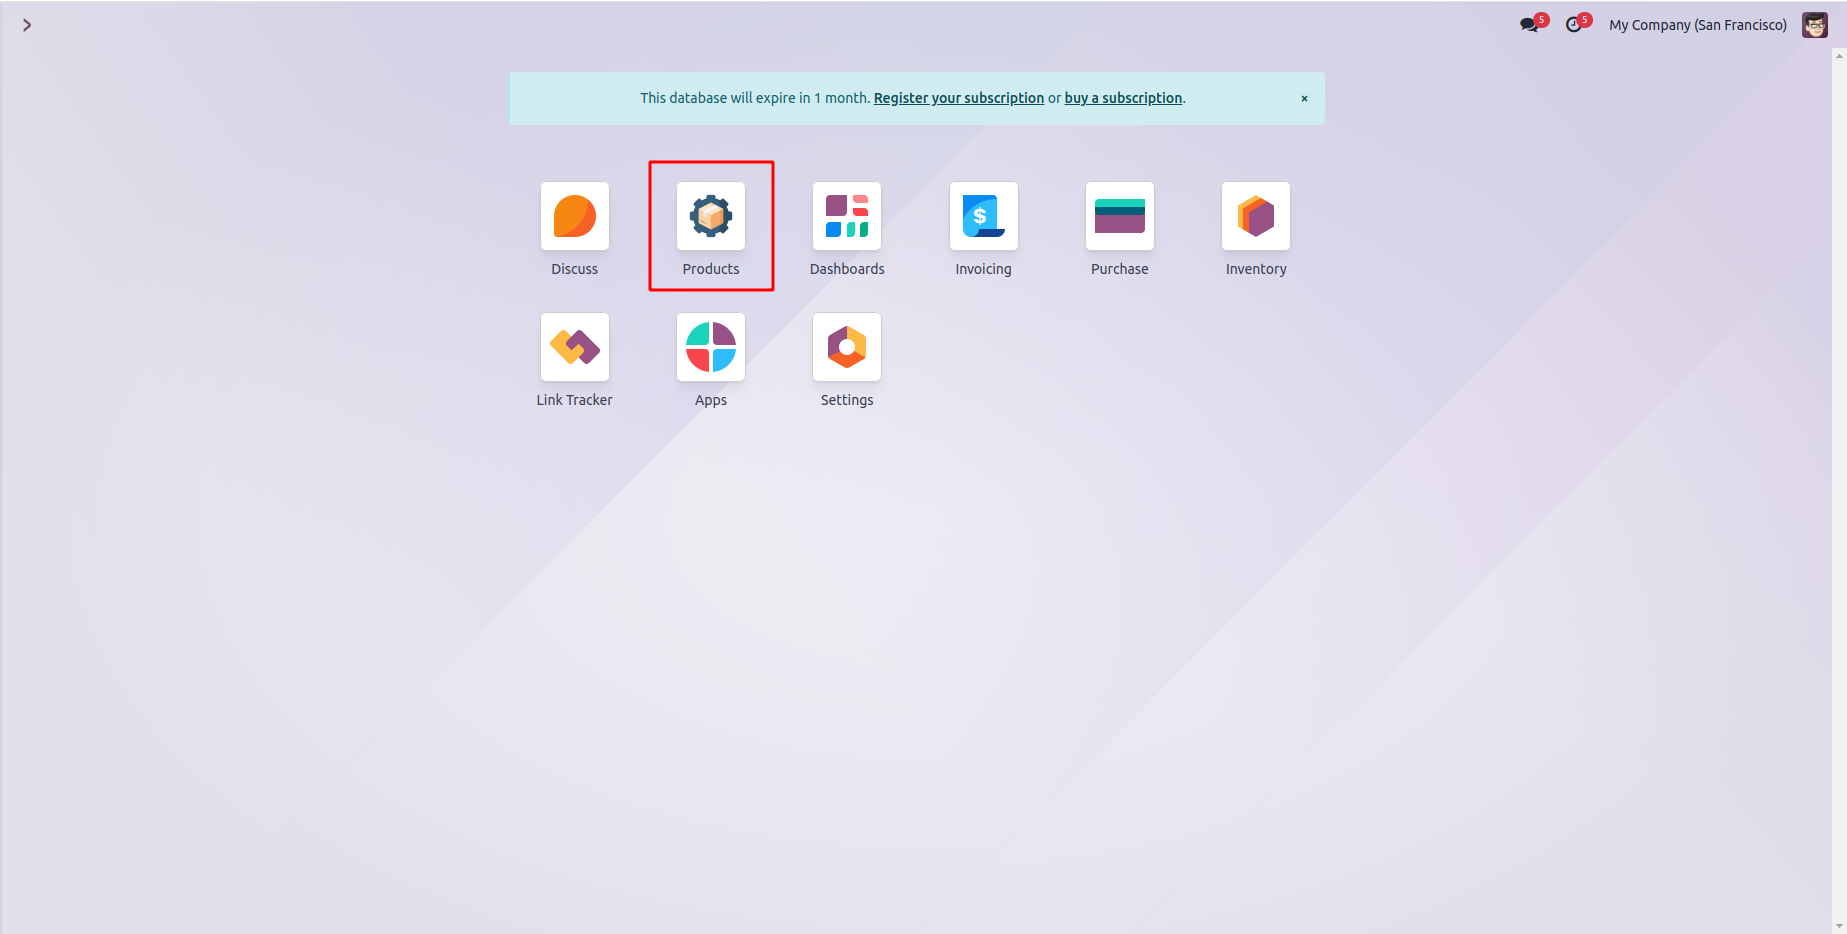 5
5
My Company (San Francisco)
This database will expire in 1 month. Register your subscription or buy a subscription.
×
Discuss
Products
Dashboards
$
Invoicing
Purchase
Inventory
Link Tracker
Apps
Settings